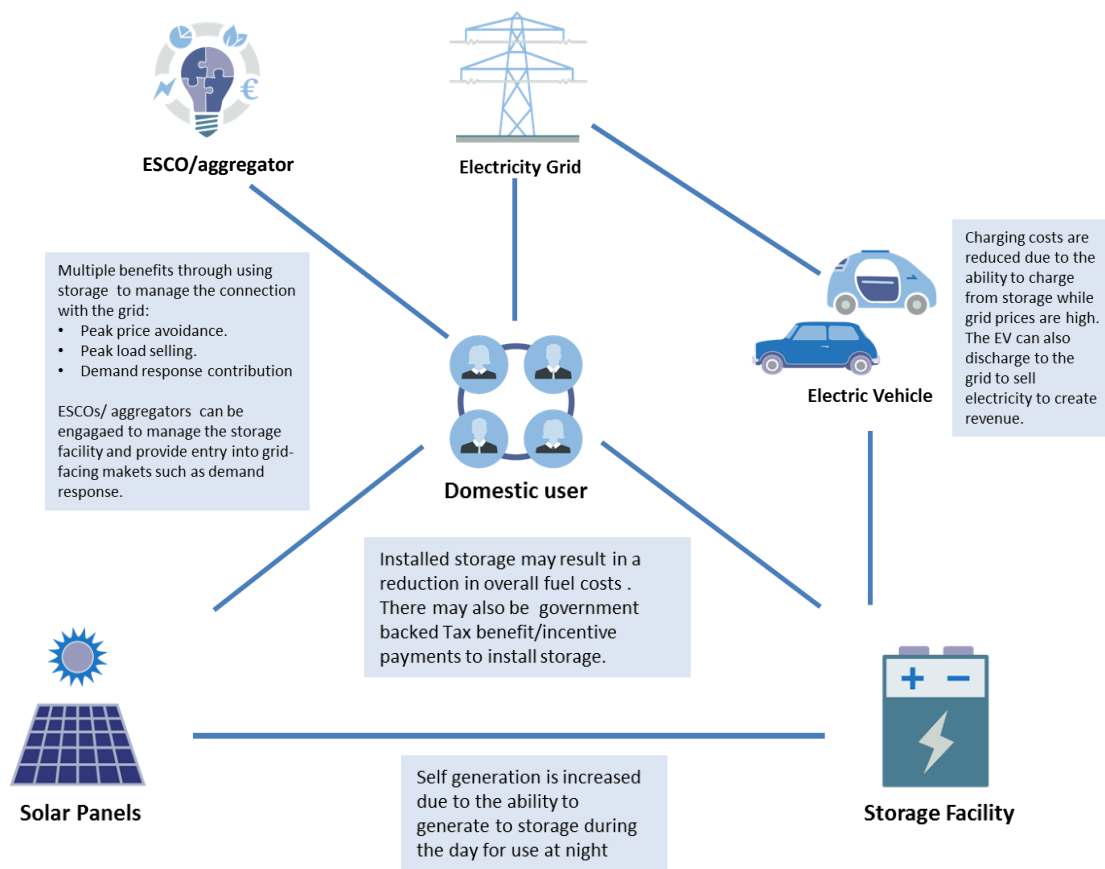 ESCO/aggregator
Electricity Grid
Multiple benefits through using
storage to manage the connection
with the grid:
• Peak price avoidance.
• Peak load selling.
• Demand response contribution
ESCOs/ aggregators can be
engagaed to manage the storage
facility and provide entry into grid-
facing makets such as demand
response.
Charging costs are
reduced due to the
ability to charge
from storage while
grid prices are high.
The EV can also
discharge to the
grid to sell
electricity to create
revenue.
Electric Vehicle
Domestic user
Installed storage may result in a
reduction in overall fuel costs .
There may also be government
backed Tax benefit/incentive
payments to install storage.
Solar Panels
Storage Facility
Self generation is increased
due to the ability to
generate to storage during
the day for use at night